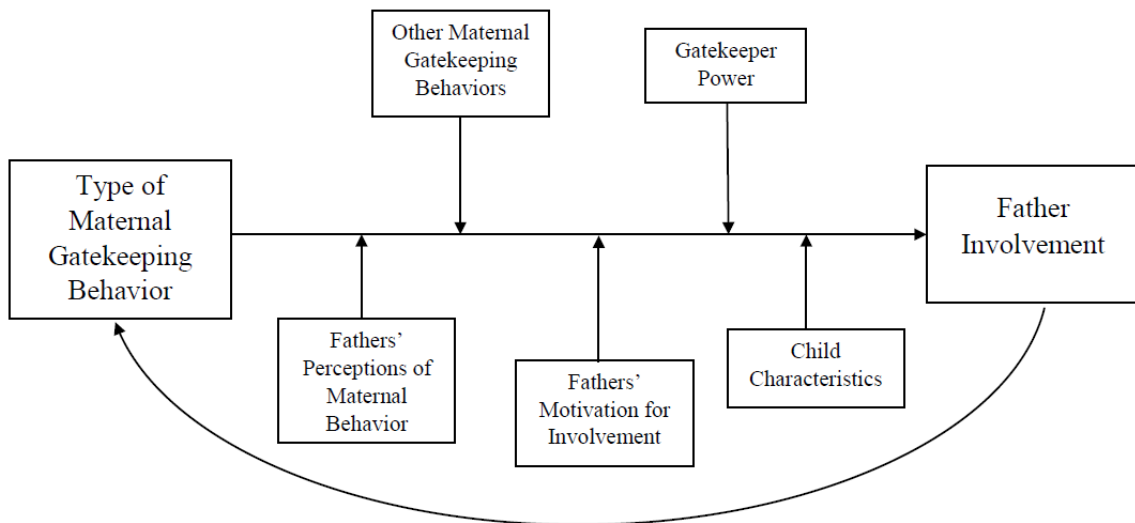 Other Maternal
Gatekeeping
Behaviors
Gatekeeper
Power
Type of
Maternal
Gatekeeping
Behavior
Father
Involvement
Fathers’
Perceptions of
Maternal
Behavior
Fathers’
Motivation for
Involvement
Child
Characteristics